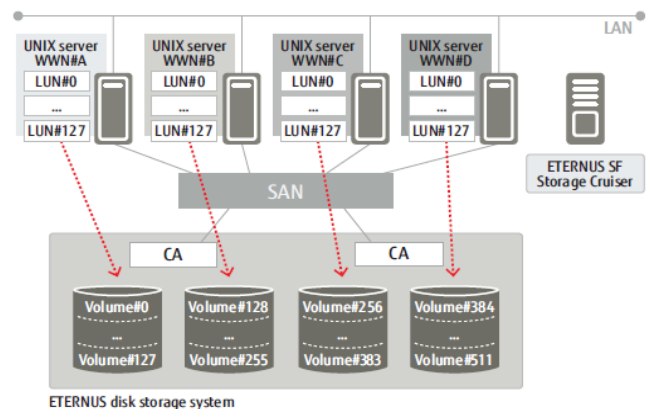 LAN
UNIX server
WWN#A
LUN#0
...
LUN#127
UNIX server
WWN#B
LUN#0
...
LUN#127
UNIX server
WWN#C
LUN#0
...
LUN#127
UNIX server
WWN#D
LUN#0
...
LUN#127
ETERNUS SF
Storage Cruiser
SAN
CA
CA
Volume#0
...
Volume#127
Volume#128
...
Volume#255
Volume#256
...
Volume#383
Volume#384
...
Volume#511
ETERNUS disk storage system